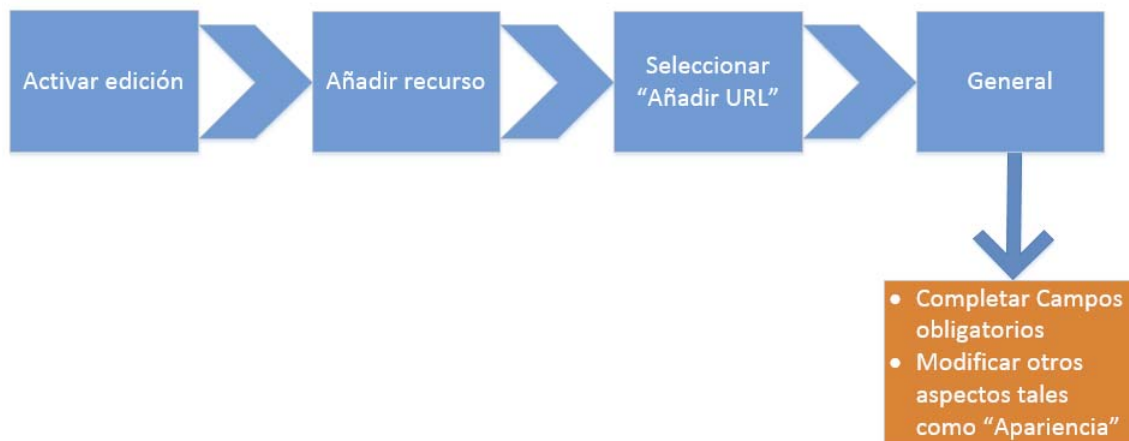 Activar edición
Añadir recurso
Seleccionar
“Añadir URL”
General
• Completar Campos
obligatorios
• Modificar otros
aspectos tales
como “Apariencia”